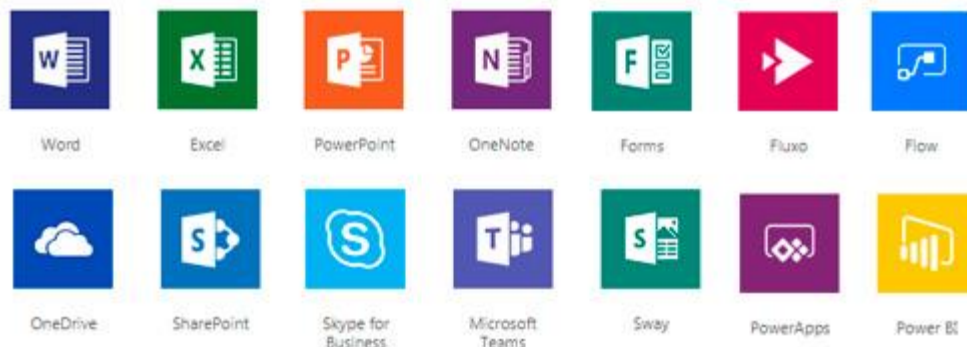 W
X
P
N
F
Word
Excel
PowerPoint
OneNote
Forms
Fluxo
Flow
S
S
T
S
OneDrive
SharePoint
Skype for
Business
Microsoft
Teams
Sway
PowerApps
Power BI